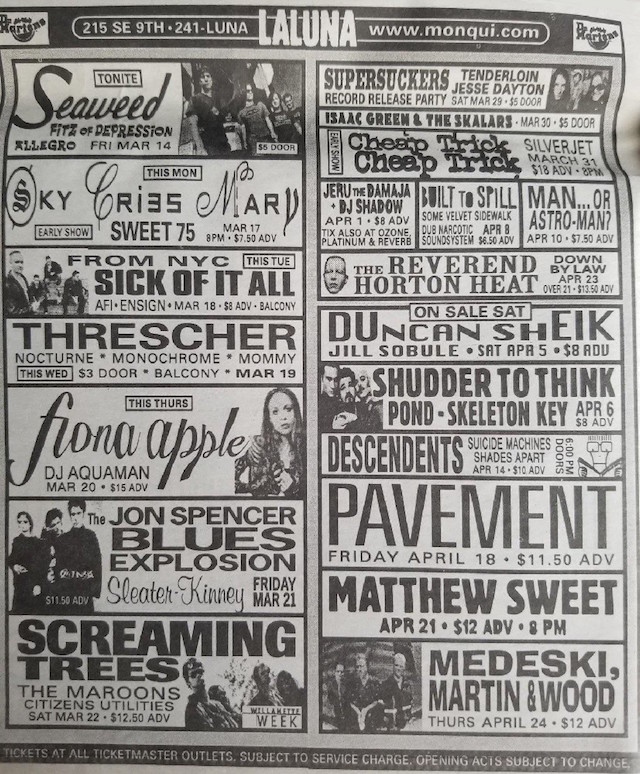 Dr. Martens
215 SE 9TH • 241-LUNA LALUNA www.monqui.com
Dr. Martens
TONITE
Seaweed
FITZ OF DEPRESSION
ALLEGRO FRI MAR 14
$5 DOOR
THIS MON
SKY CRIES MARY
EARLY SHOW
SWEET 75
MAR 17
8PM • $7.50 ADV
FROM NYC THIS TUE
SICK OF IT ALL
AFI • ENSIGN • MAR 18 • $8 ADV • BALCONY
THRESCHER
NOCTURNE * MONOCHROME * MOMMY
THIS WED $3 DOOR * BALCONY * MAR 19
THIS THURS
fiona apple
DJ AQUAMAN
MAR 20 • $15 ADV
The JON SPENCER
BLUES
EXPLOSION
Sleater-Kinney
FRIDAY
MAR 21
$11.50 ADV
SCREAMING
TREES
THE MAROONS
CITIZENS UTILITIES
SAT MAR 22 • $12.50 ADV
WILLAMETTE
WEEK
SUPERSUCKERS TENDERLOIN
JESSE DAYTON
RECORD RELEASE PARTY SAT MAR 29 • $5 DOOR
ISAAC GREEN & THE SKALARS • MAR 30 • $5 DOOR
EARLY SHOW
Cheap Trick
Cheap Trick
SILVERJET
MARCH 31
$18 ADV • 8PM
JERU THE DAMAJA
+ DJ SHADOW
APR 1 • $8 ADV
TIX ALSO AT OZONE,
PLATINUM & REVERB
BUILT TO SPILL
SOME VELVET SIDEWALK
DUB NARCOTIC APR 8
SOUNDSYSTEM $6.50 ADV
MAN...OR
ASTRO-MAN?
APR 10 • $7.50 ADV
THE REVEREND
HORTON HEAT
DOWN
BY LAW
APR 23
OVER 21 • $13.50 ADV
ON SALE SAT
DUNCAN SHEIK
JILL SOBULE • SAT APR 5 • $8 ADV
SHUDDER TO THINK
POND - SKELETON KEY APR 6
$8 ADV
DESCENDENTS
SUICIDE MACHINES
SHADES APART
APR 14 • $10 ADV
6:00 PM
DOORS
PAVEMENT
FRIDAY APRIL 18 • $11.50 ADV
MATTHEW SWEET
APR 21 • $12 ADV • 8 PM
MEDESKI,
MARTIN & WOOD
THURS APRIL 24 • $12 ADV
TICKETS AT ALL TICKETMASTER OUTLETS. SUBJECT TO SERVICE CHARGE. OPENING ACTS SUBJECT TO CHANGE.